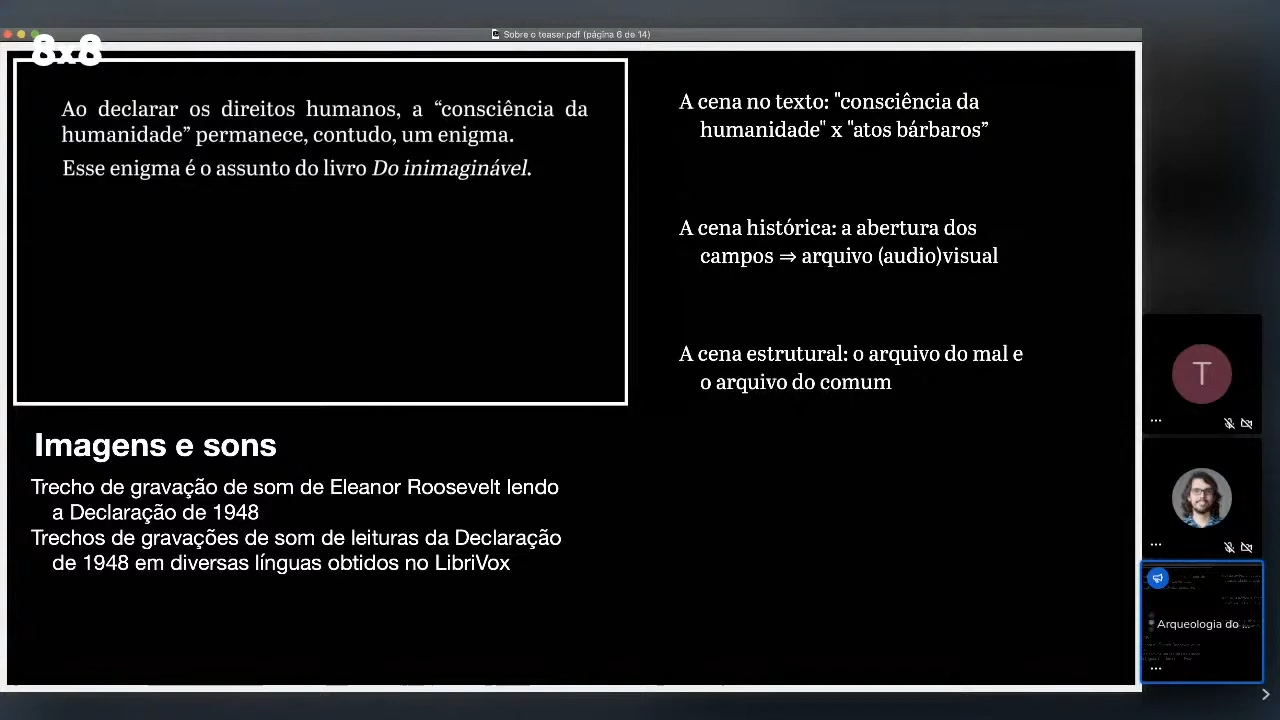 Sobre o teaser.pdf (página 6 de 14)
8x8
Ao declarar os direitos humanos, a “consciência da
humanidade” permanece, contudo, um enigma.
Esse enigma é o assunto do livro Do inimaginável.
A cena no texto: "consciência da
humanidade" x "atos bárbaros”
A cena histórica: a abertura dos
campos ⇒ arquivo (audio)visual
A cena estrutural: o arquivo do mal e
o arquivo do comum
Imagens e sons
Trecho de gravação de som de Eleanor Roosevelt lendo
a Declaração de 1948
Trechos de gravações de som de leituras da Declaração
de 1948 em diversas línguas obtidos no LibriVox
T
Arqueologia do ...